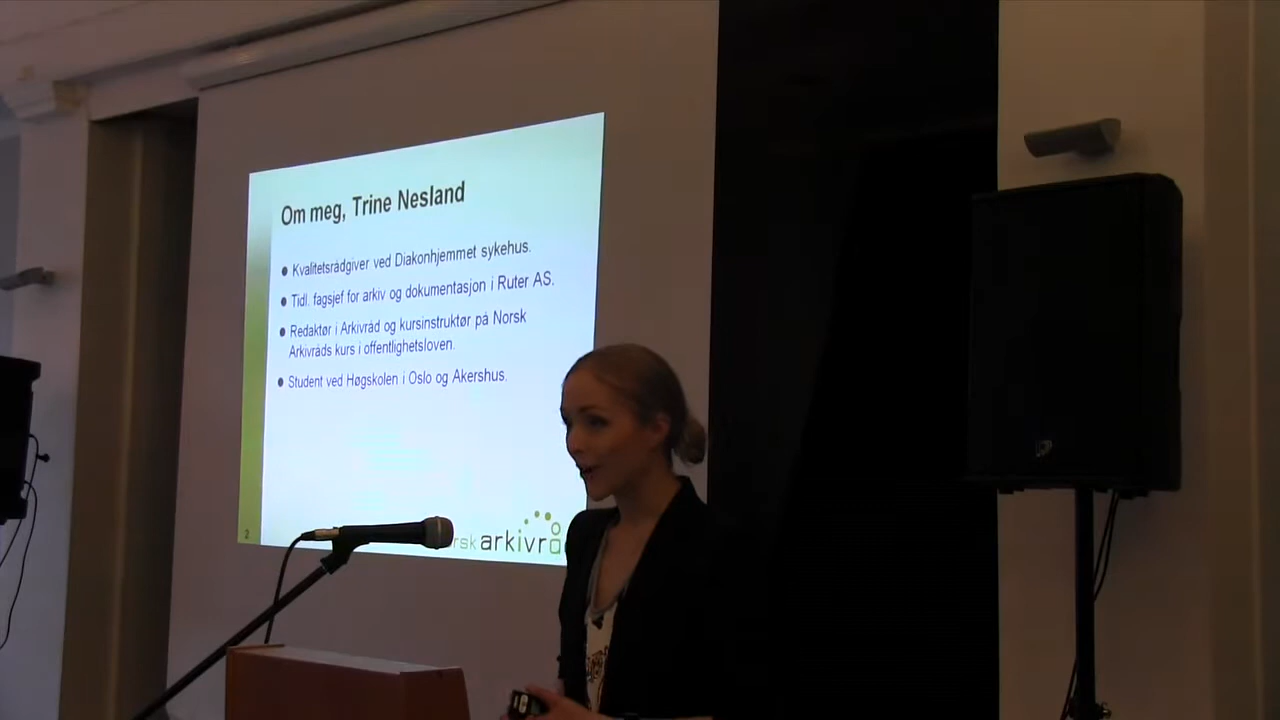 Om meg, Trine Nesland
● Kvalitetsrådgiver ved Diakonhjemmet sykehus.
● Tidl. fagsjef for arkiv og dokumentasjon i Ruter AS.
● Redaktør i Arkivråd og kursinstruktør på Norsk
Arkivråds kurs i offentlighetsloven.
● Student ved Høgskolen i Oslo og Akershus.
2
rsk arkivrå